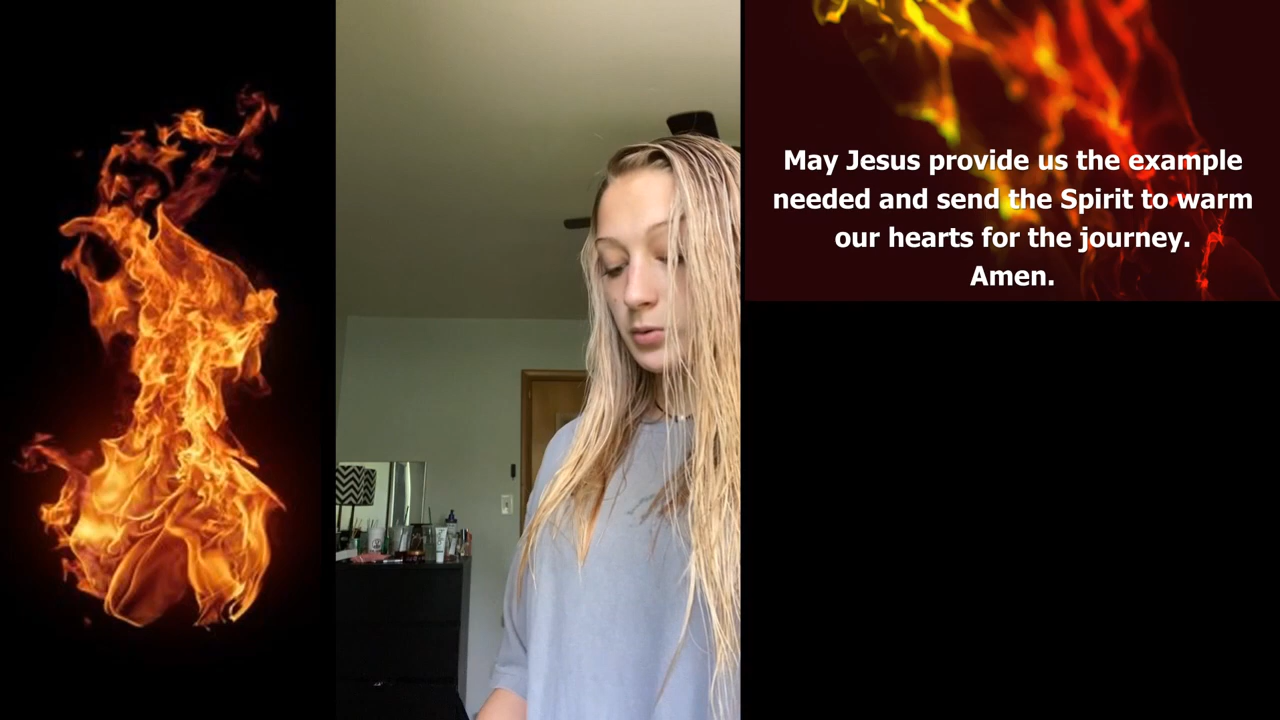 May Jesus provide us the example
needed and send the Spirit to warm
our hearts for the journey.
Amen.